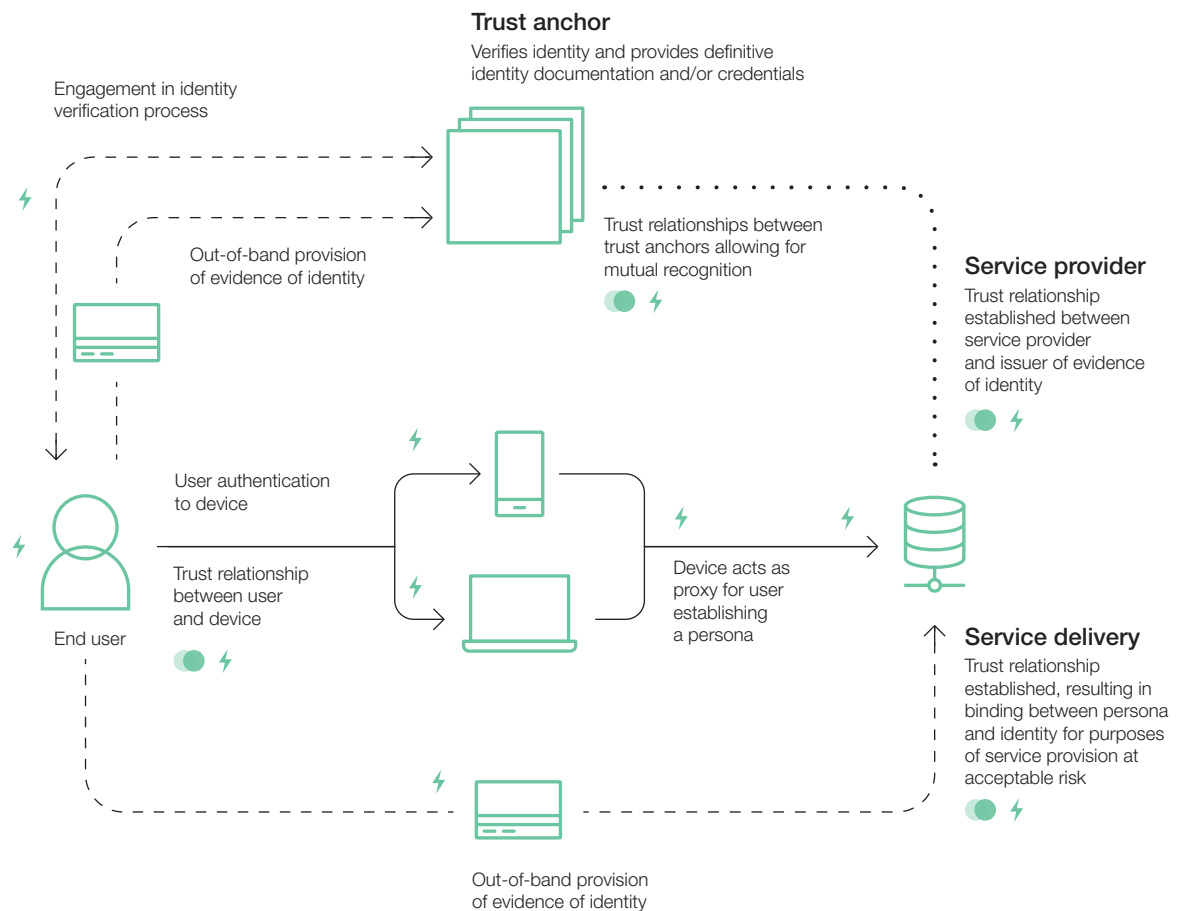 Trust anchor
Verifies identity and provides definitive
identity documentation and/or credentials
Engagement in identity
verification process
Out-of-band provision
of evidence of identity
Trust relationships between
trust anchors allowing for
mutual recognition
Service provider
Trust relationship
established between
service provider
and issuer of evidence
of identity
User authentication
to device
Trust relationship
between user
and device
End user
Device acts as
proxy for user
establishing
a persona
Service delivery
Trust relationship
established, resulting in
binding between persona
and identity for purposes
of service provision at
acceptable risk
Out-of-band provision
of evidence of identity